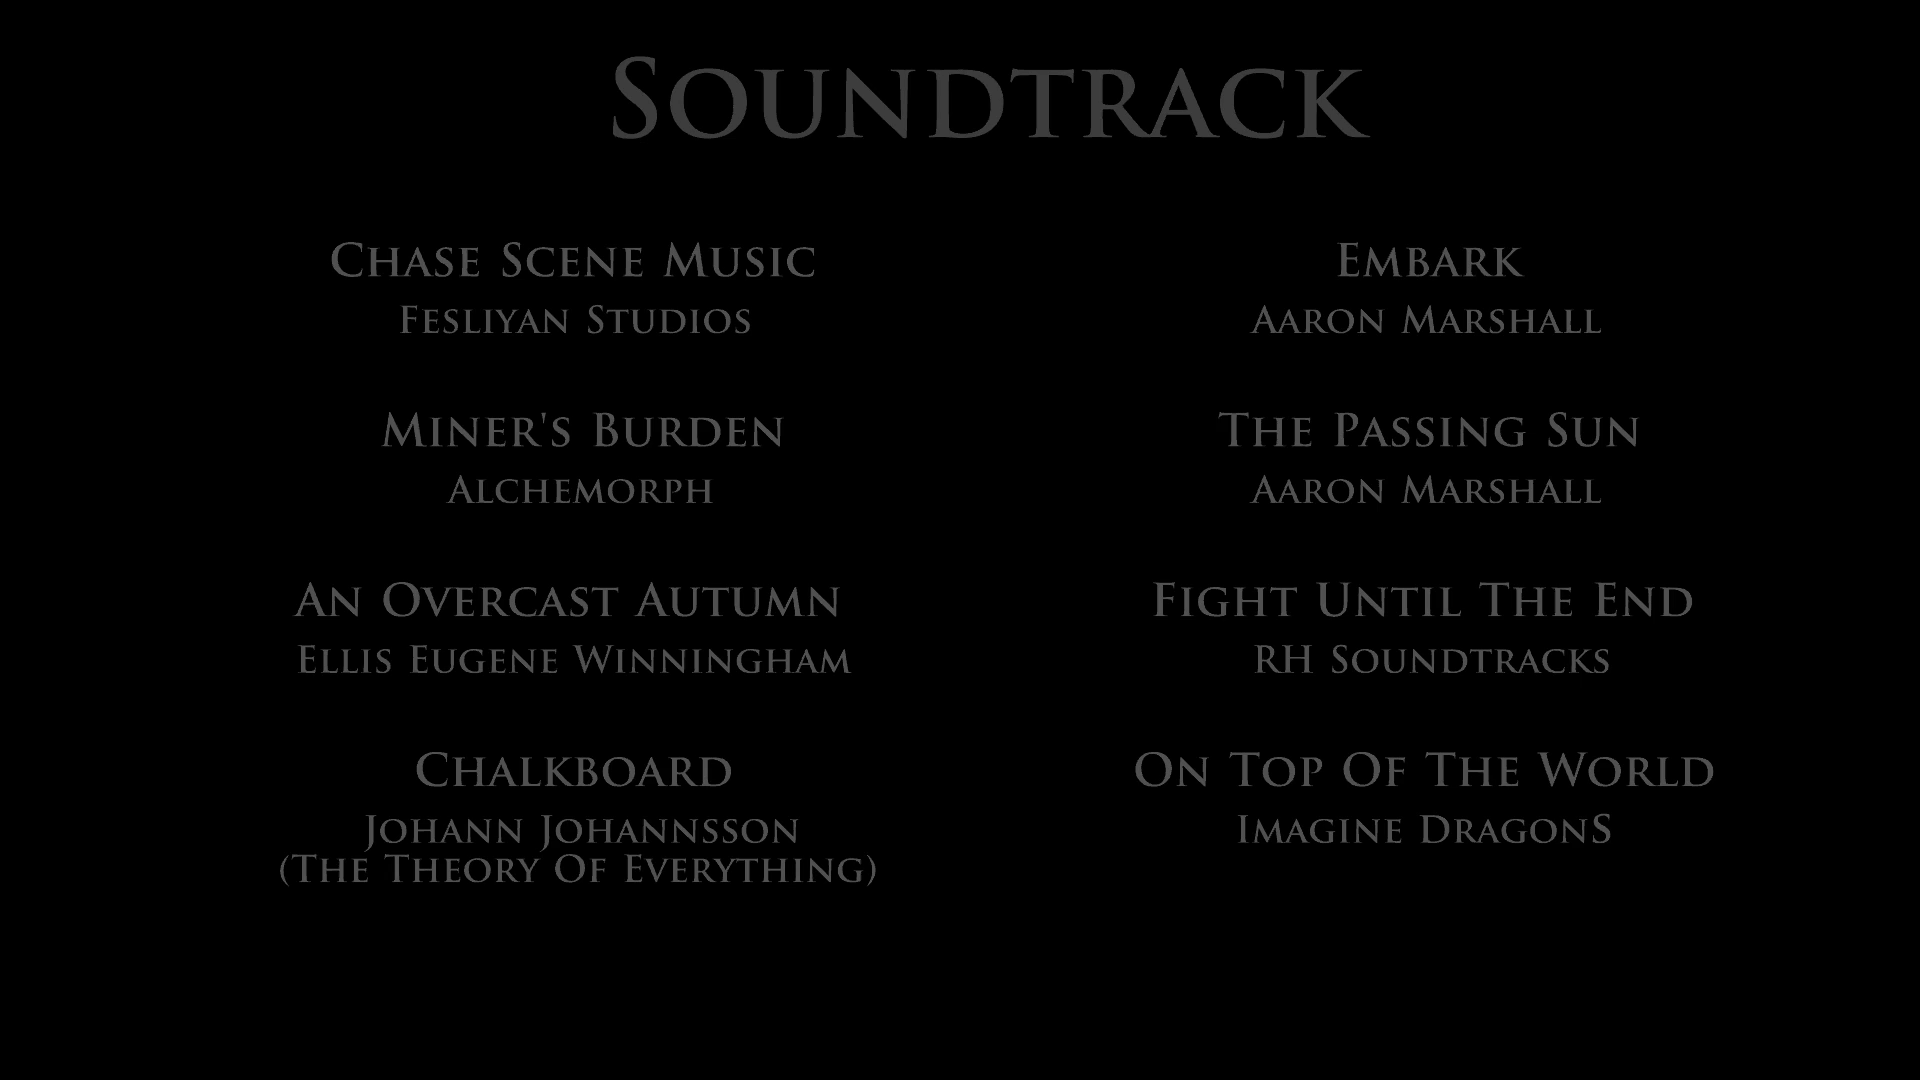 Soundtrack
Chase Scene Music
Fesliyan Studios
Miner's Burden
Alchemorph
An Overcast Autumn
Ellis Eugene Winningham
Chalkboard
Johann Johannsson
(The Theory Of Everything)
Embark
Aaron Marshall
The Passing Sun
Aaron Marshall
Fight Until The End
RH Soundtracks
On Top Of The World
Imagine DragonS